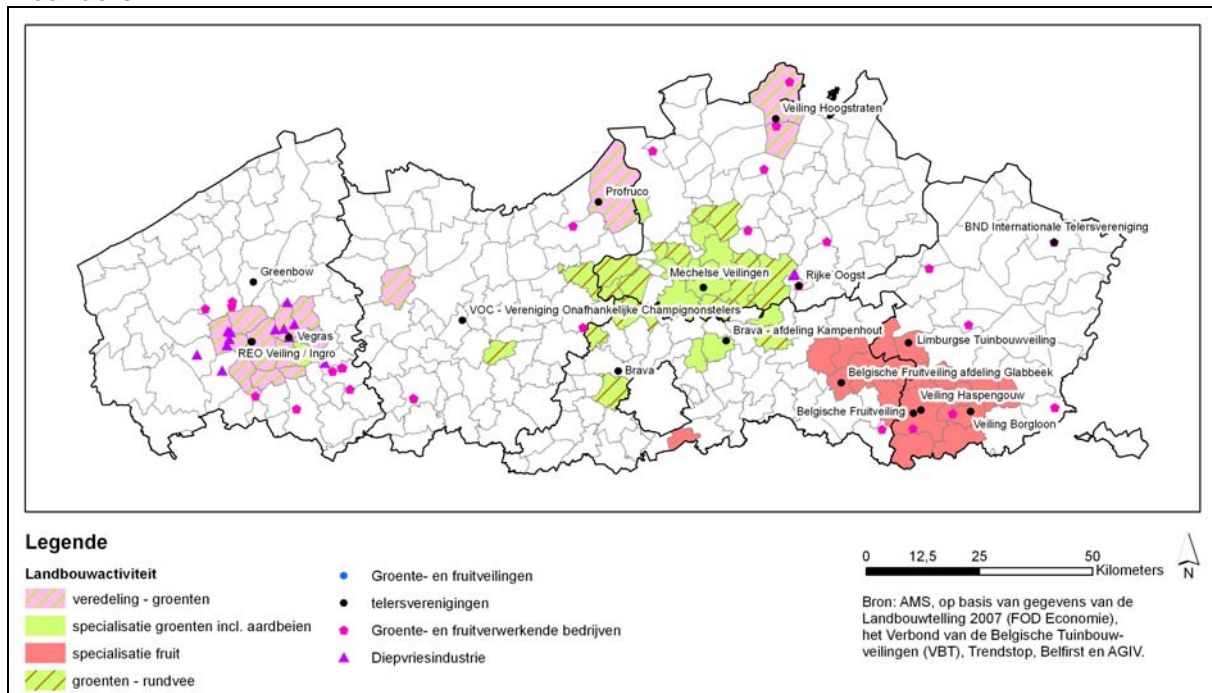 Veiling Hoogstraten
Profruco
BND Internationale Telersvereniging
Greenbow
Mechelse Veilingen
Rijke Oogst
VOC - Vereniging Onafhankelijke Champignonstelers
Vegras
REO Veiling / Ingro
Brava - afdeling Kampenhout
Limburgse Tuinbouwveiling
Brava
Belgische Fruitveiling afdeling Glabbeek
Veiling Haspengouw
Belgische Fruitveiling
Veiling Borgloon
Legende
Landbouwactiviteit
veredeling - groenten
specialisatie groenten incl. aardbeien
specialisatie fruit
groenten - rundvee
Groente- en fruitveilingen
telersverenigingen
Groente- en fruitverwerkende bedrijven
Diepvriesindustrie
0 12,5 25 50
Kilometers
N
Bron: AMS, op basis van gegevens van de
Landbouwtelling 2007 (FOD Economie),
het Verbond van de Belgische Tuinbouw-
veilingen (VBT), Trendstop, Belfirst en AGIV.